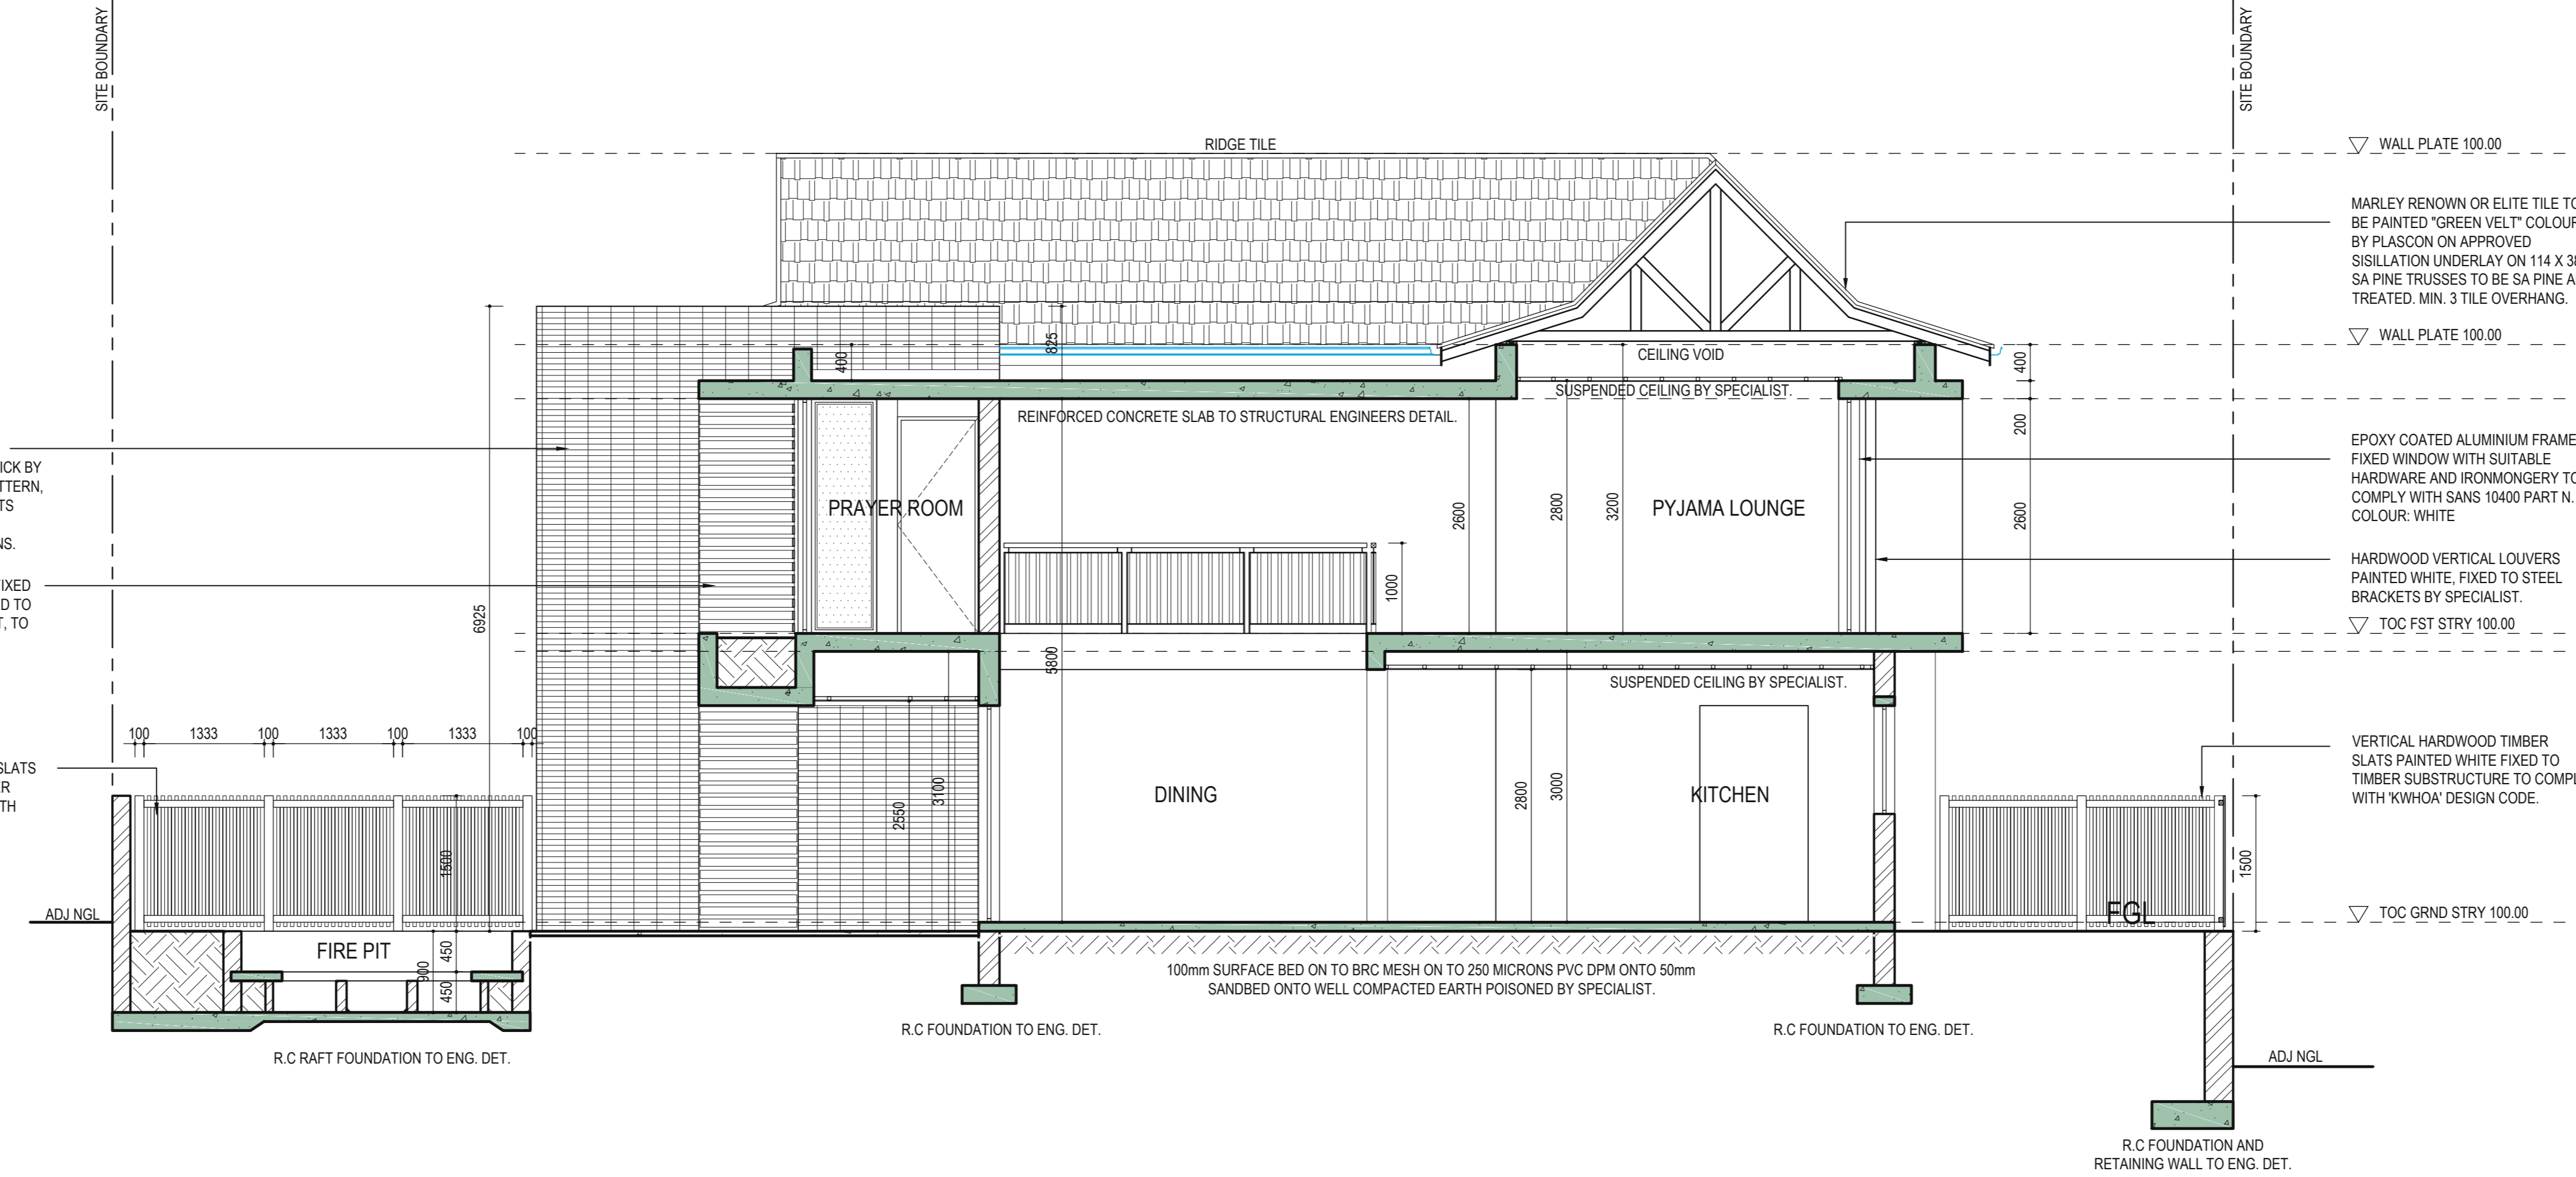 SITE BOUNDARY
SITE BOUNDARY
RIDGE TILE
WALL PLATE 100.00
MARLEY RENOWN OR ELITE TILE TO
BE PAINTED "GREEN VELT" COLOUR
BY PLASCON ON APPROVED
SISILLATION UNDERLAY ON 114 X 38
SA PINE TRUSSES TO BE SA PINE A
TREATED. MIN. 3 TILE OVERHANG.
WALL PLATE 100.00
825
400
CEILING VOID
400
SUSPENDED CEILING BY SPECIALIST.
REINFORCED CONCRETE SLAB TO STRUCTURAL ENGINEERS DETAIL.
200
EPOXY COATED ALUMINIUM FRAME
FIXED WINDOW WITH SUITABLE
HARDWARE AND IRONMONGERY TO
COMPLY WITH SANS 10400 PART N.
COLOUR: WHITE
ICK BY
TTERN,
TS
NS.
PRAYER ROOM
2600
2800
3200
PYJAMA LOUNGE
2600
HARDWOOD VERTICAL LOUVERS
PAINTED WHITE, FIXED TO STEEL
BRACKETS BY SPECIALIST.
FIXED
D TO
T, TO
6925
1000
TOC FST STRY 100.00
5800
SUSPENDED CEILING BY SPECIALIST.
100 1333 100 1333 100 1333 100
VERTICAL HARDWOOD TIMBER
SLATS PAINTED WHITE FIXED TO
TIMBER SUBSTRUCTURE TO COMPL
WITH 'KWHOA' DESIGN CODE.
SLATS
ER
TH
1500
2550
3100
DINING
2800
3000
KITCHEN
1500
ADJ NGL
FGL
TOC GRND STRY 100.00
FIRE PIT
450
900
450
100mm SURFACE BED ON TO BRC MESH ON TO 250 MICRONS PVC DPM ONTO 50mm
SANDBED ONTO WELL COMPACTED EARTH POISONED BY SPECIALIST.
R.C FOUNDATION TO ENG. DET.
R.C FOUNDATION TO ENG. DET.
R.C RAFT FOUNDATION TO ENG. DET.
ADJ NGL
R.C FOUNDATION AND
RETAINING WALL TO ENG. DET.